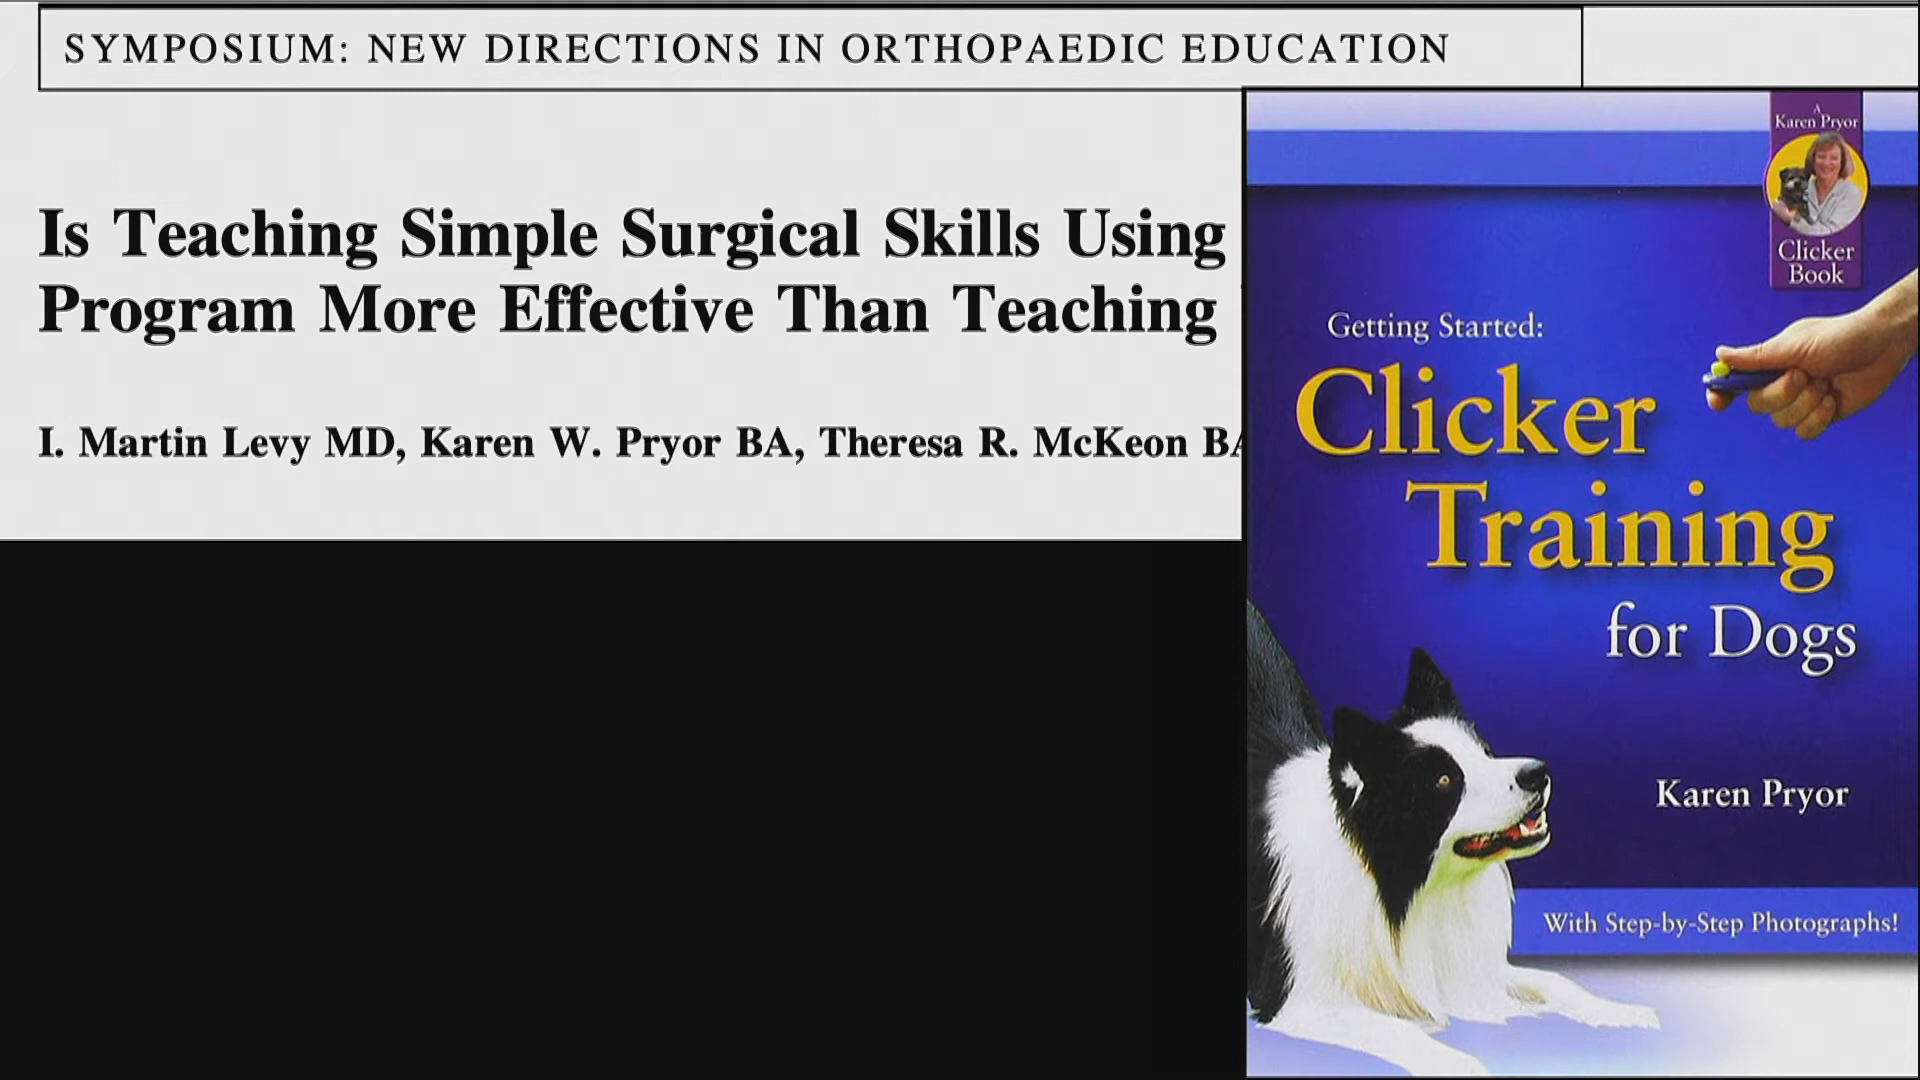 SYMPOSIUM: NEW DIRECTIONS IN ORTHOPAEDIC EDUCATION
Is Teaching Simple Surgical Skills Using
Program More Effective Than Teaching
I. Martin Levy MD, Karen W. Pryor BA, Theresa R. McKeon BA
A
Karen Pryor
Clicker
Book
Getting Started:
Clicker
Training
for Dogs
Karen Pryor
With Step-by-Step Photographs!